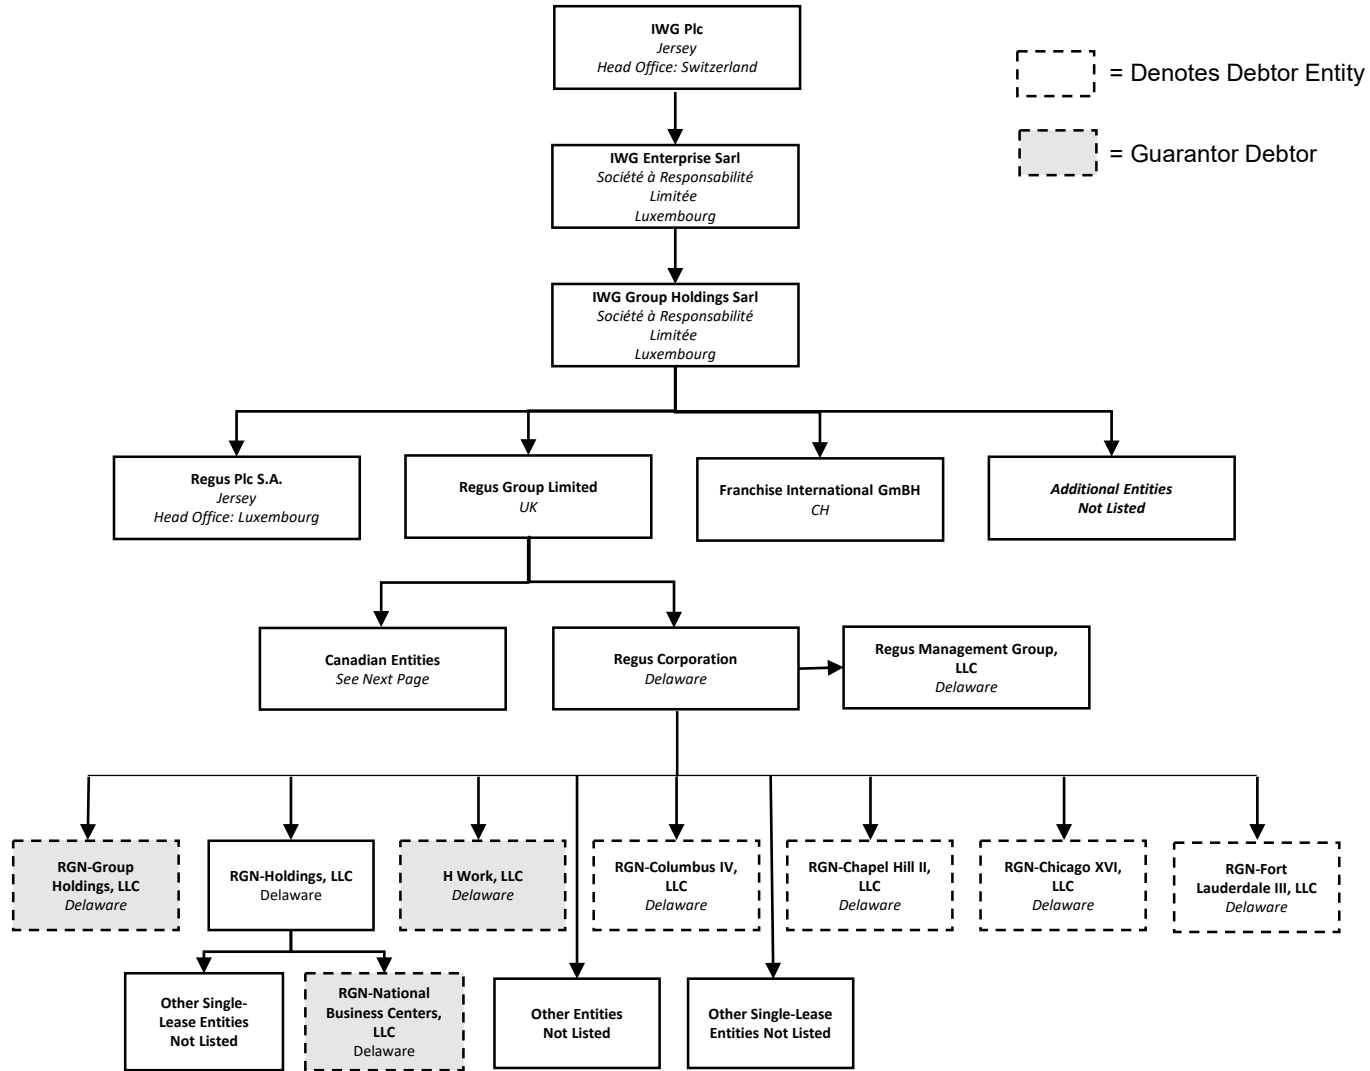 IWG Plc
Jersey
Head Office: Switzerland
= Denotes Debtor Entity
= Guarantor Debtor
IWG Enterprise Sarl
Société à Responsabilité
Limitée
Luxembourg
IWG Group Holdings Sarl
Société à Responsabilité
Limitée
Luxembourg
Regus Plc S.A.
Jersey
Head Office: Luxembourg
Regus Group Limited
UK
Franchise International GmBH
CH
Additional Entities
Not Listed
Canadian Entities
See Next Page
Regus Corporation
Delaware
Regus Management Group,
LLC
Delaware
RGN-Group
Holdings, LLC
Delaware
RGN-Holdings, LLC
Delaware
H Work, LLC
Delaware
RGN-Columbus IV,
LLC
Delaware
RGN-Chapel Hill II,
LLC
Delaware
RGN-Chicago XVI,
LLC
Delaware
RGN-Fort
Lauderdale III, LLC
Delaware
Other Single-
Lease Entities
Not Listed
RGN-National
Business Centers,
LLC
Delaware
Other Entities
Not Listed
Other Single-Lease
Entities Not Listed